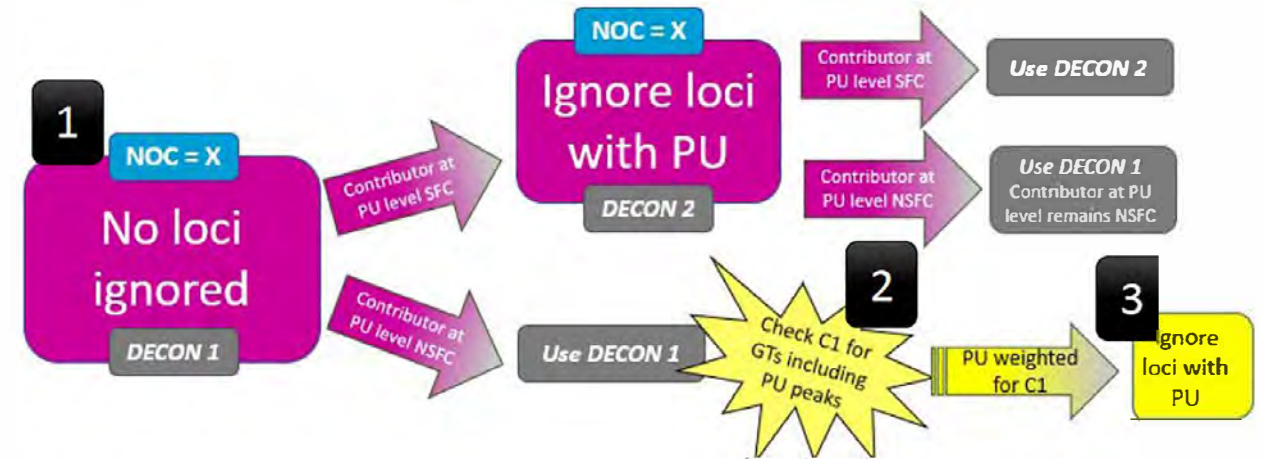 1
NOC = X
No loci
ignored
DECON 1
Contributor at
PU level SFC
Contributor at
PU level NSFC
NOC = X
Ignore loci
with PU
DECON 2
Contributor at
PU level SFC
Use DECON 2
Contributor at
PU level NSFC
Use DECON 1
Contributor at PU
level remains NSFC
Use DECON 1
2
Check C1 for
GTs including
PU peaks
PU weighted
for C1
3
Ignore
loci with
PU